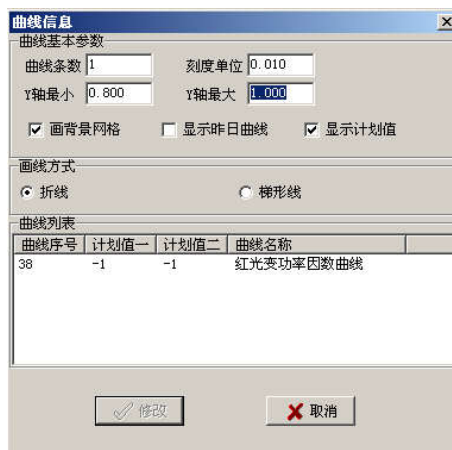 曲线信息
曲线基本参数
曲线条数 1 刻度单位 0.010
Y轴最小 0.800 Y轴最大 1.000
画背景网格 显示昨日曲线 显示计划值
画线方式
折线 梯形线
曲线列表
曲线序号 计划值一 计划值二 曲线名称
38 -1 -1 红光变功率因数曲线
修改 取消